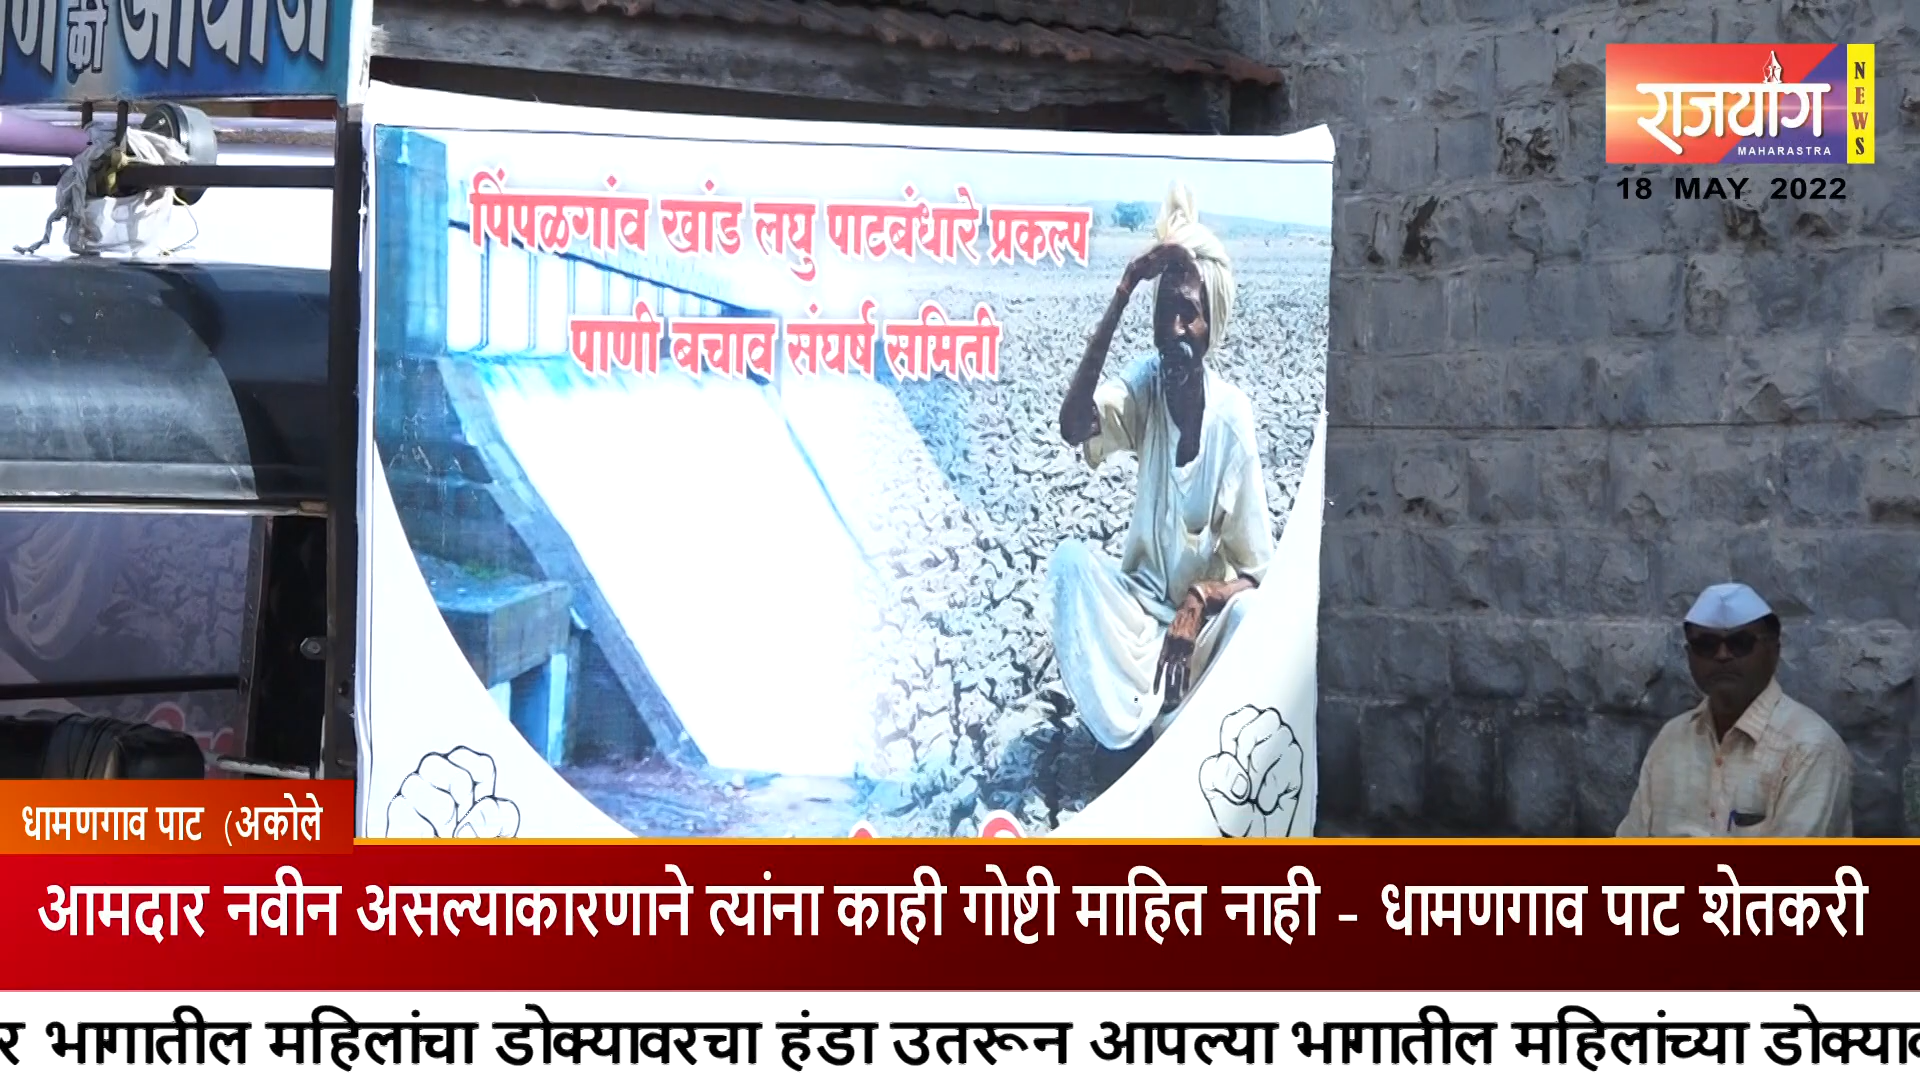 की आवाज
राजयोग
NEWS
MAHARASTRA
18 MAY 2022
पिंपळगांव खांड लघु पाटबंधारे प्रकल्प
पाणी बचाव संघर्ष समिती
धामणगाव पाट (अकोले
आमदार नवीन असल्याकारणाने त्यांना काही गोष्टी माहित नाही - धामणगाव पाट शेतकरी
र भागातील महिलांचा डोक्यावरचा हंडा उतरून आपल्या भागातील महिलांच्या